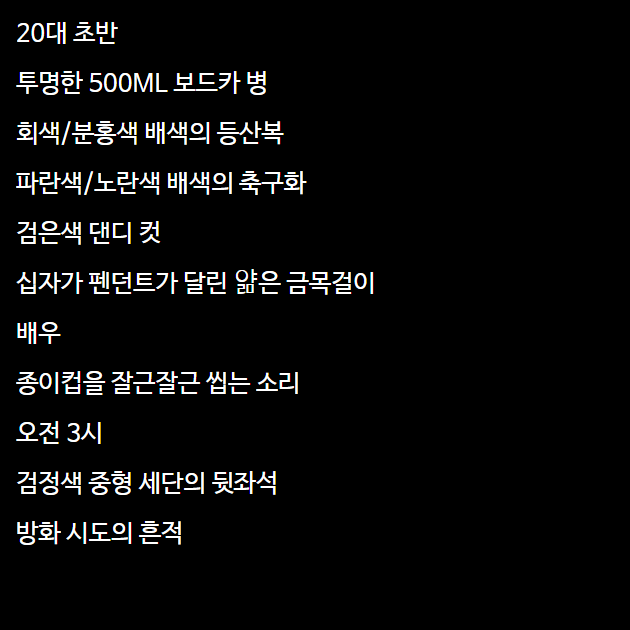 20대 초반
투명한 500ML 보드카 병
회색/분홍색 배색의 등산복
파란색/노란색 배색의 축구화
검은색 댄디 컷
십자가 펜던트가 달린 얇은 금목걸이
배우
종이컵을 잘근잘근 씹는 소리
오전 3시
검정색 중형 세단의 뒷좌석
방화 시도의 흔적